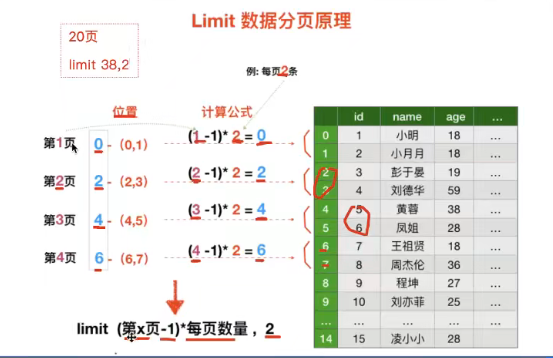 Limit 数据分页原理
20页
limit 38,2
例: 每页2条
位置
计算公式
第1页 0 - (0,1) (1 -1)* 2 = 0
第2页 2 - (2,3) (2 -1)* 2 = 2
第3页 4 - (4,5) (3 -1)* 2 = 4
第4页 6 - (6,7) (4 -1)* 2 = 6
limit (第x页-1)*每页数量 , 2
id name age …
0 1 小明 18 …
1 2 小月月 18 …
2 3 彭于晏 19 …
3 4 刘德华 59 …
4 5 黄蓉 38 …
5 6 凤姐 28 …
6 7 王祖贤 18 …
7 8 周杰伦 36 …
8 9 程坤 27 …
9 10 刘亦菲 25 …
… … … … …
14 15 凌小小 28 …